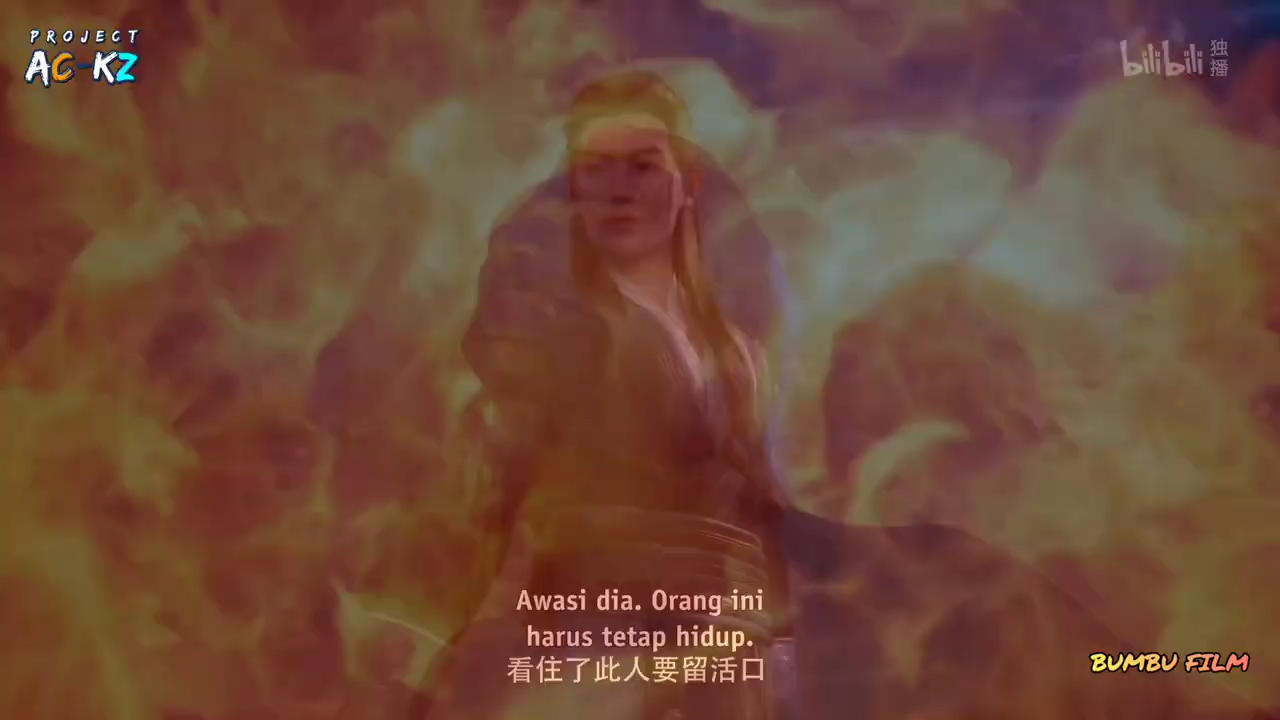 PROJECT
AC-KZ
bilibili 独播
Awasi dia. Orang ini
harus tetap hidup.
看住了此人要留活口
BUMBU FILM